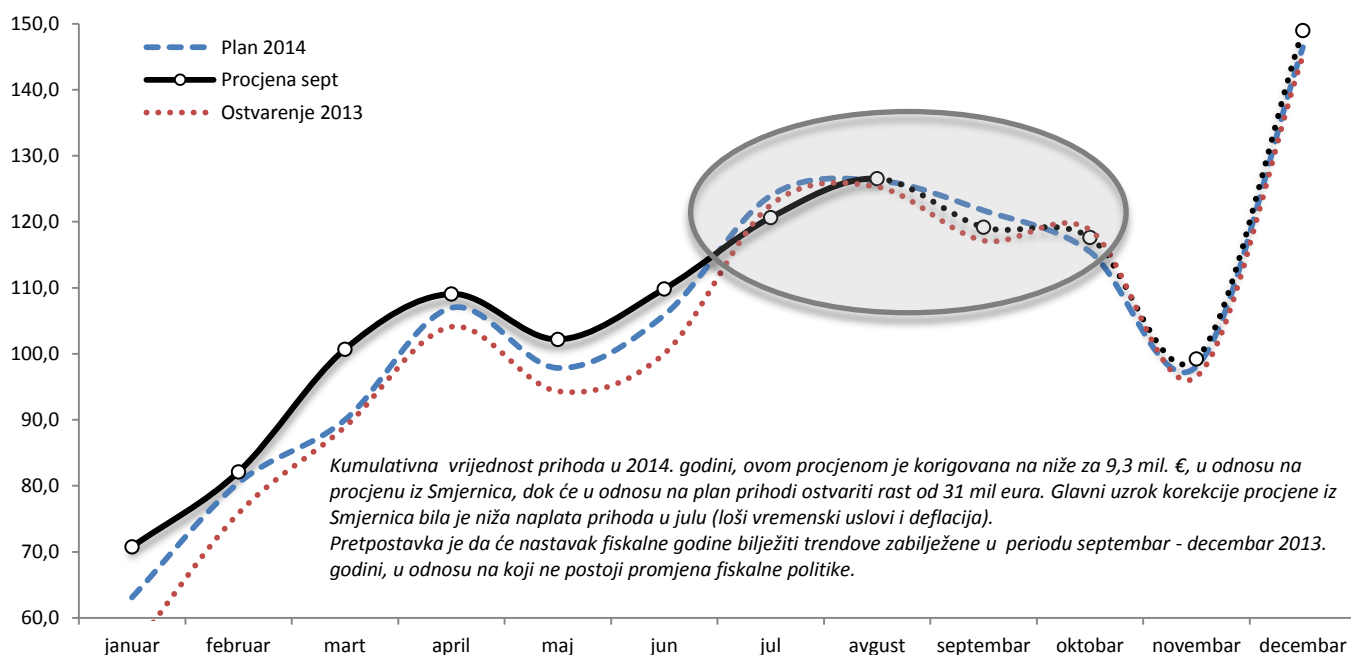 150,0
140,0
130,0
120,0
110,0
100,0
90,0
80,0
70,0
60,0
Plan 2014
Procjena sept
Ostvarenje 2013
Kumulativna vrijednost prihoda u 2014. godini, ovom procjenom je korigovana na niže za 9,3 mil. €, u odnosu na
procjenu iz Smjernica, dok će u odnosu na plan prihodi ostvariti rast od 31 mil eura. Glavni uzrok korekcije procjene iz
Smjernica bila je niža naplata prihoda u julu (loši vremenski uslovi i deflacija).
Pretpostavka je da će nastavak fiskalne godine bilježiti trendove zabilježene u periodu septembar - decembar 2013.
godini, u odnosu na koji ne postoji promjena fiskalne politike.
januar februar mart april maj jun jul avgust septembar oktobar novembar decembar